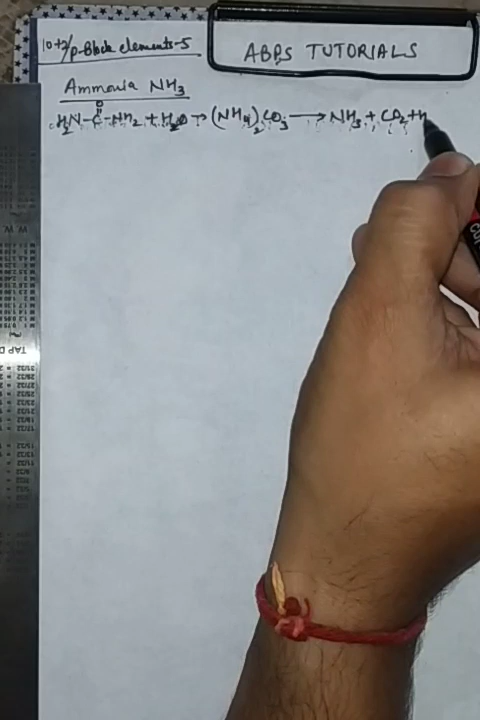 10+2/p-Block elements-5
ABPS TUTORIALS
Ammonia NH3
O
H2N-C-NH2 + H2O → (NH4)2CO3 → NH3 + CO2 + H